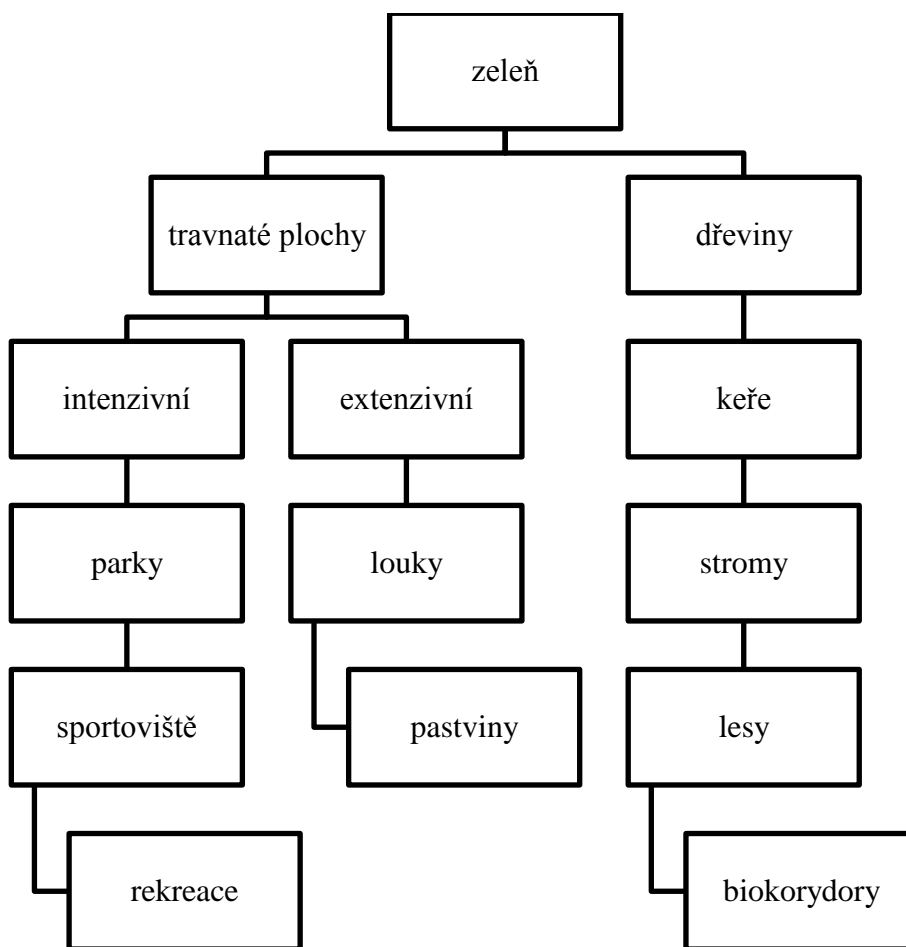 zeleň
travnaté plochy
dřeviny
intenzivní
extenzivní
keře
parky
louky
stromy
sportoviště
pastviny
lesy
rekreace
biokorydory